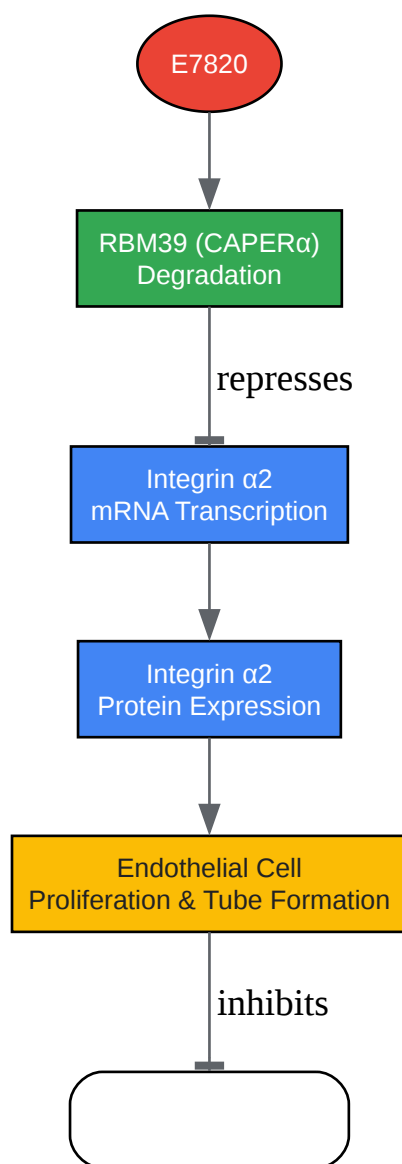 E7820
RBM39 (CAPERα)
Degradation
represses
Integrin α2
mRNA Transcription
Integrin α2
Protein Expression
Endothelial Cell
Proliferation & Tube Formation
inhibits